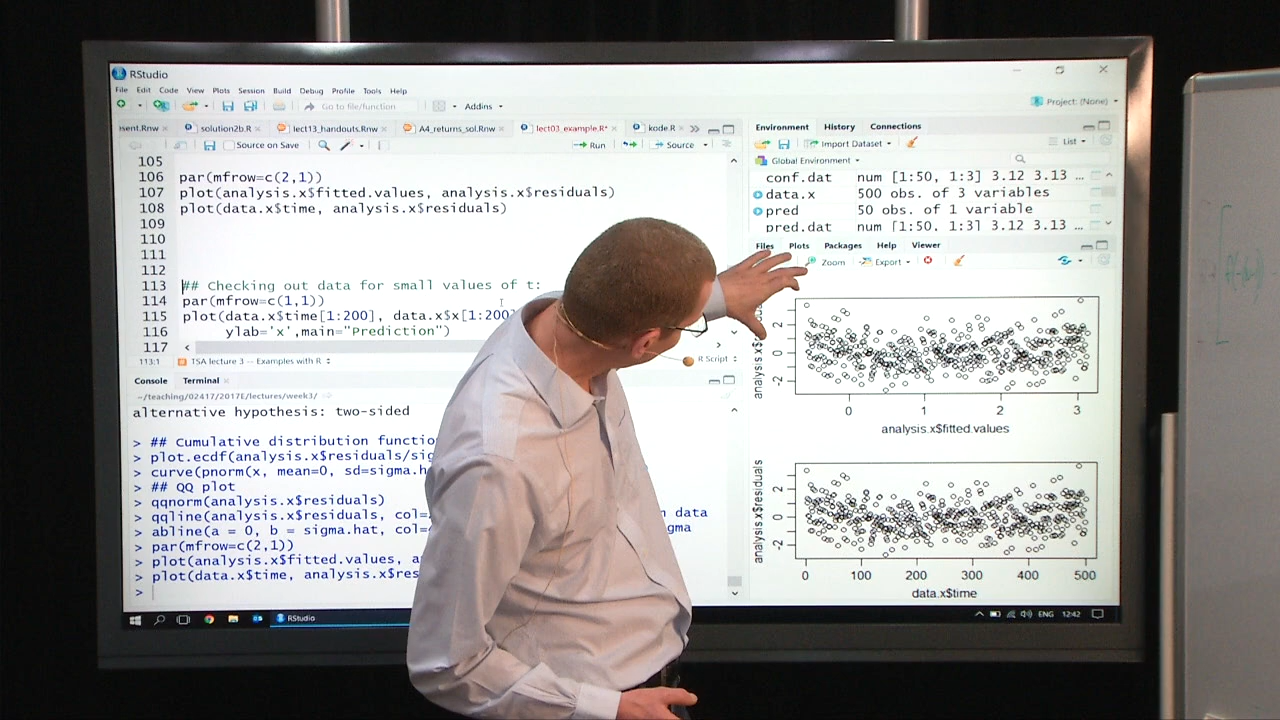 RStudio
File Edit Code View Plots Session Build Debug Profile Tools Help
Go to file/function Addins Project: (None)
sent.Rnw solution2b.R lect13_handouts.Rnw A4_returns_sol.Rnw lect03_example.R* kode.R
Source on Save Run Source
105
106 par(mfrow=c(2,1))
107 plot(analysis.x$fitted.values, analysis.x$residuals)
108 plot(data.x$time, analysis.x$residuals)
109
110
111
112
113 ## Checking out data for small values of t:
114 par(mfrow=c(1,1))
115 plot(data.x$time[1:200], data.x$x[1:200]
116 ylab='x',main="Prediction")
117
113:1 TSA lecture 3 -- Examples with R R Script
Console Terminal
~/teaching/02417/2017E/lectures/week3/
alternative hypothesis: two-sided
> ## Cumulative distribution functio
> plot.ecdf(analysis.x$residuals/sig
> curve(pnorm(x, mean=0, sd=sigma.h
> ## QQ plot
> qqnorm(analysis.x$residuals)
> qqline(analysis.x$residuals, col= n data
> abline(a = 0, b = sigma.hat, col= gma
> par(mfrow=c(2,1))
> plot(analysis.x$fitted.values, a
> plot(data.x$time, analysis.x$res
>
Environment History Connections
Import Dataset List
Global Environment
conf.dat num [1:50, 1:3] 3.12 3.13 ...
data.x 500 obs. of 3 variables
pred 50 obs. of 1 variable
pred.dat num [1:50, 1:3] 3.12 3.13 ...
Files Plots Packages Help Viewer
Zoom Export
analysis.x$
2
0
-2
0 1 2 3
analysis.x$fitted.values
analysis.x$residuals
2
0
-2
0 100 200 300 400 500
data.x$time
RStudio
ENG 12:42